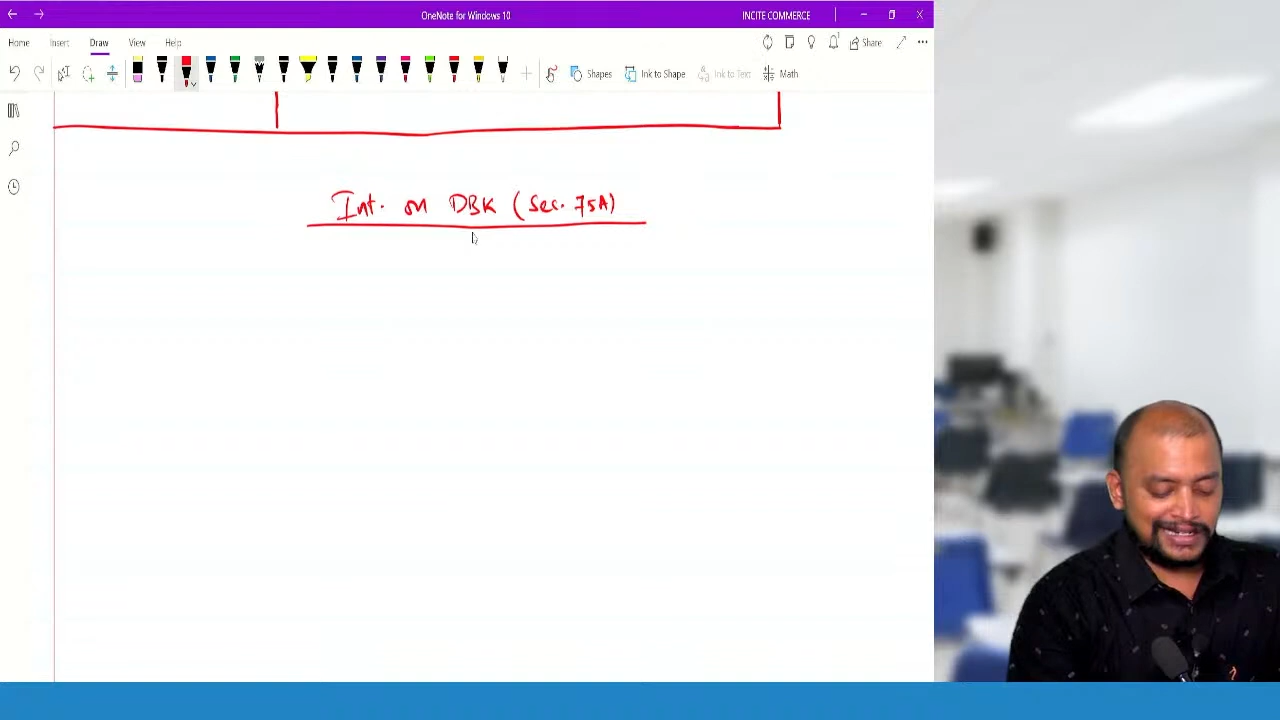 OneNote for Windows 10
INCITE COMMERCE
Home Insert Draw View Help
Share
Shapes
Ink to Shape
Ink to Text
Math
Int. on DBK (Sec. 75A)